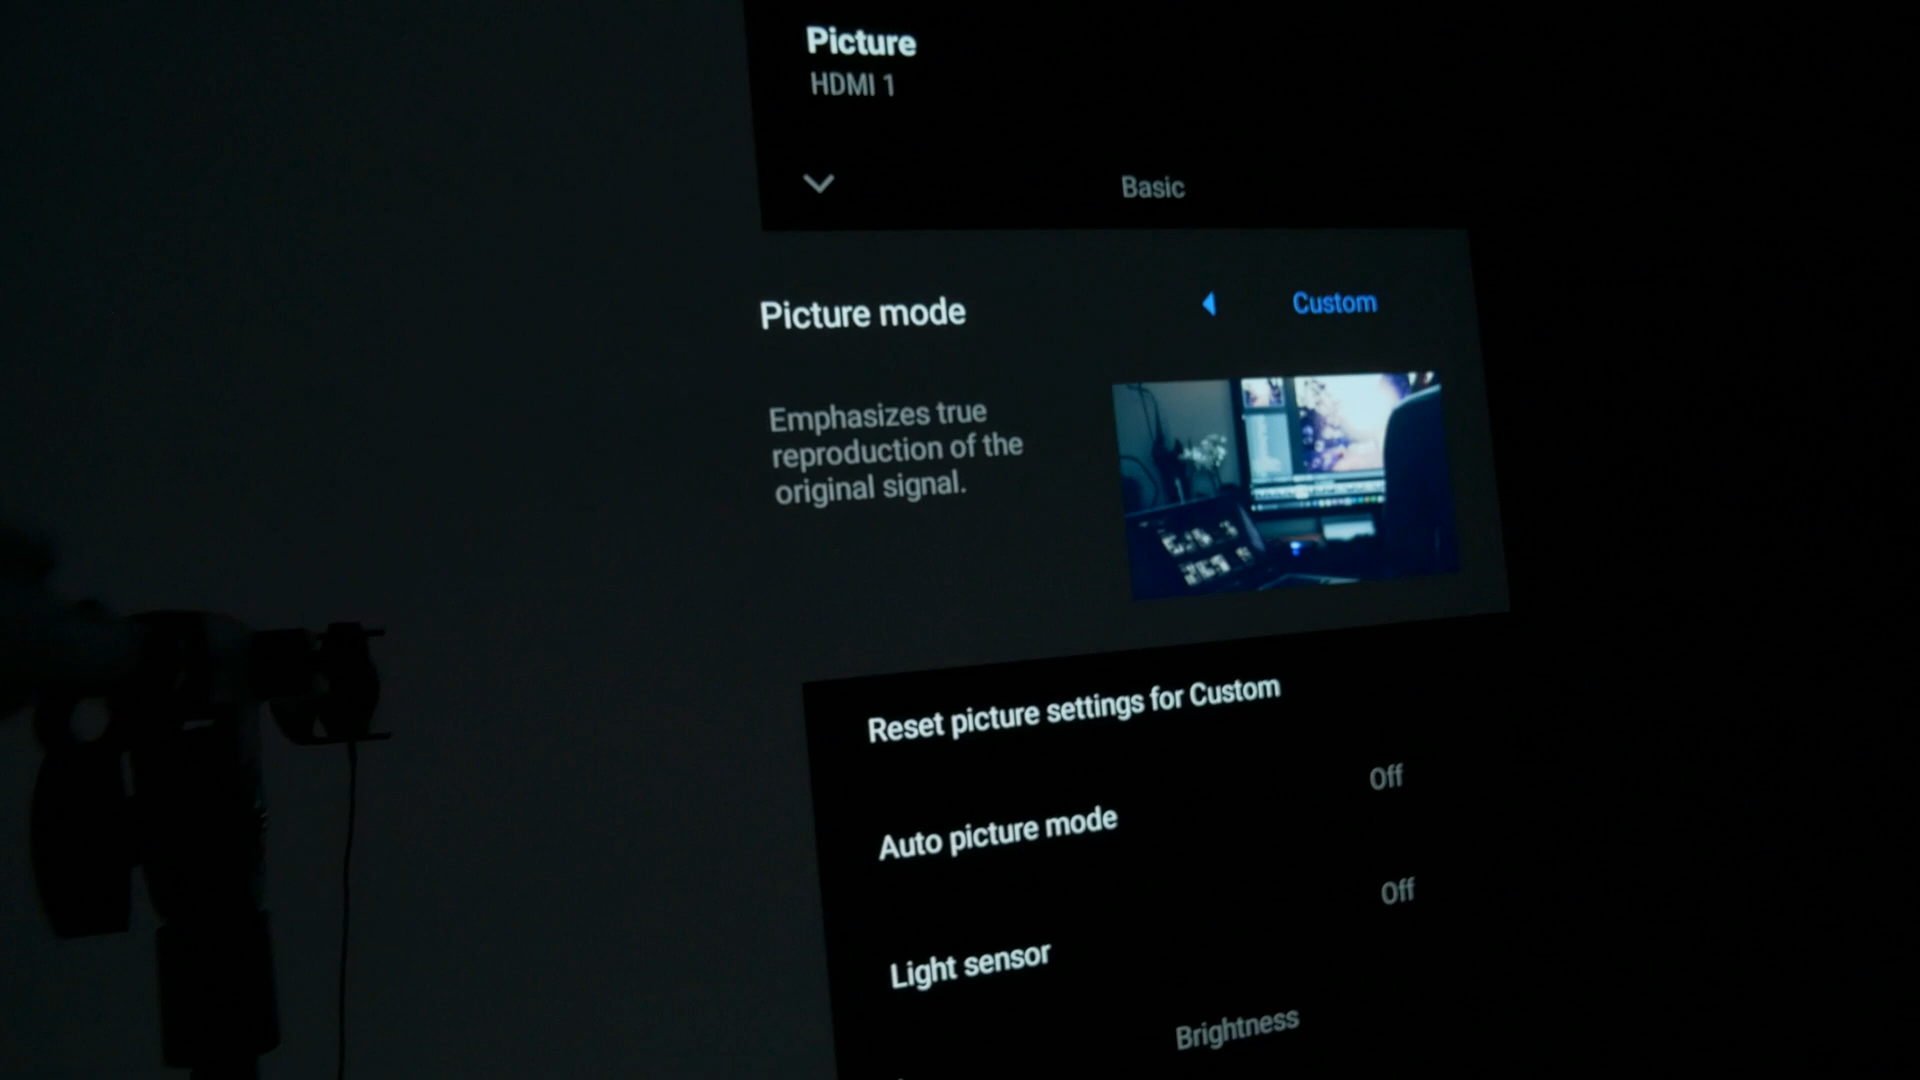 Picture
HDMI 1
Basic
Picture mode
Custom
Emphasizes true
reproduction of the
original signal.
Reset picture settings for Custom
Off
Auto picture mode
Off
Light sensor
Brightness